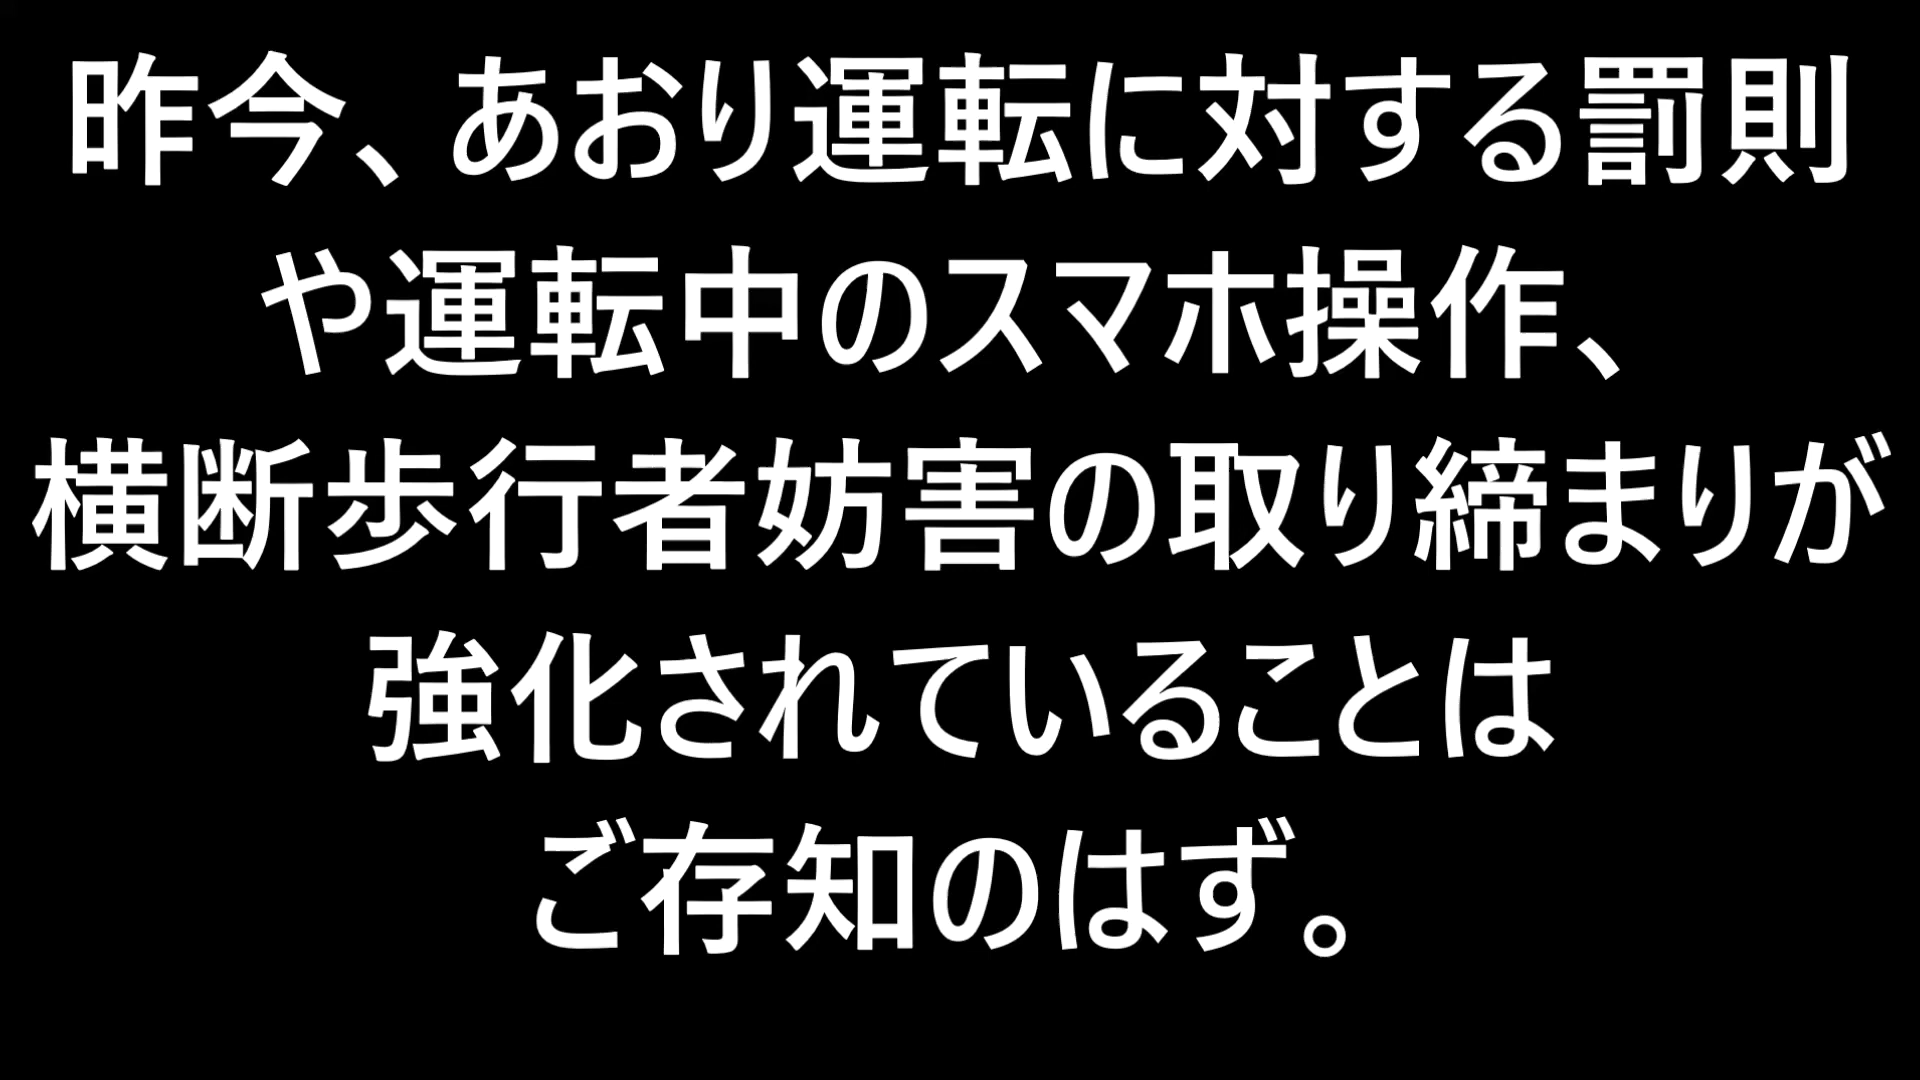 昨今、あおり運転に対する罰則
や運転中のスマホ操作、
横断歩行者妨害の取り締まりが
強化されていることは
ご存知のはず。